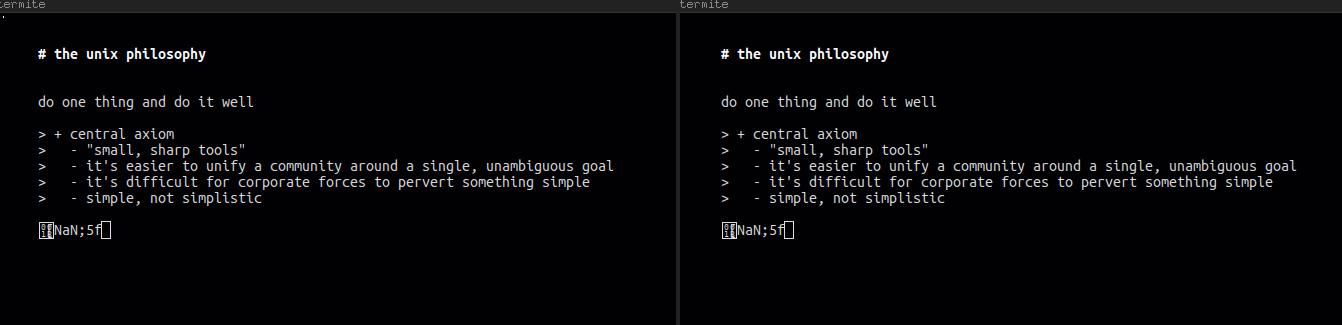 termite
# the unix philosophy
do one thing and do it well
> + central axiom
>   - "small, sharp tools"
>   - it's easier to unify a community around a single, unambiguous goal
>   - it's difficult for corporate forces to pervert something simple
>   - simple, not simplistic
NaN;5f
termite
# the unix philosophy
do one thing and do it well
> + central axiom
>   - "small, sharp tools"
>   - it's easier to unify a community around a single, unambiguous goal
>   - it's difficult for corporate forces to pervert something simple
>   - simple, not simplistic
NaN;5f